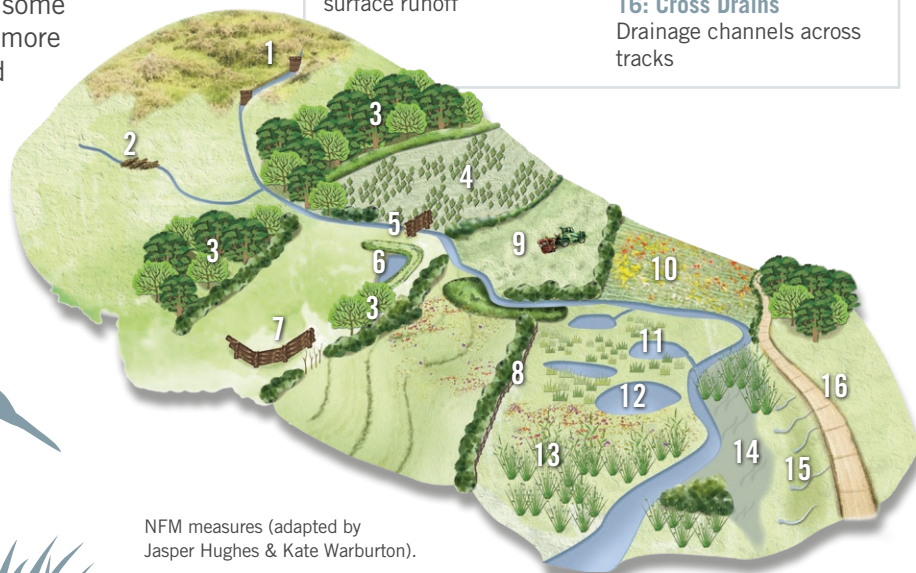 some
more
d
surface runoff
16: Cross Drains
Drainage channels across
tracks
1
2
3
4
5
6
3
3
7
8
9
10
11
12
13
14
15
16
NFM measures (adapted by
Jasper Hughes & Kate Warburton).